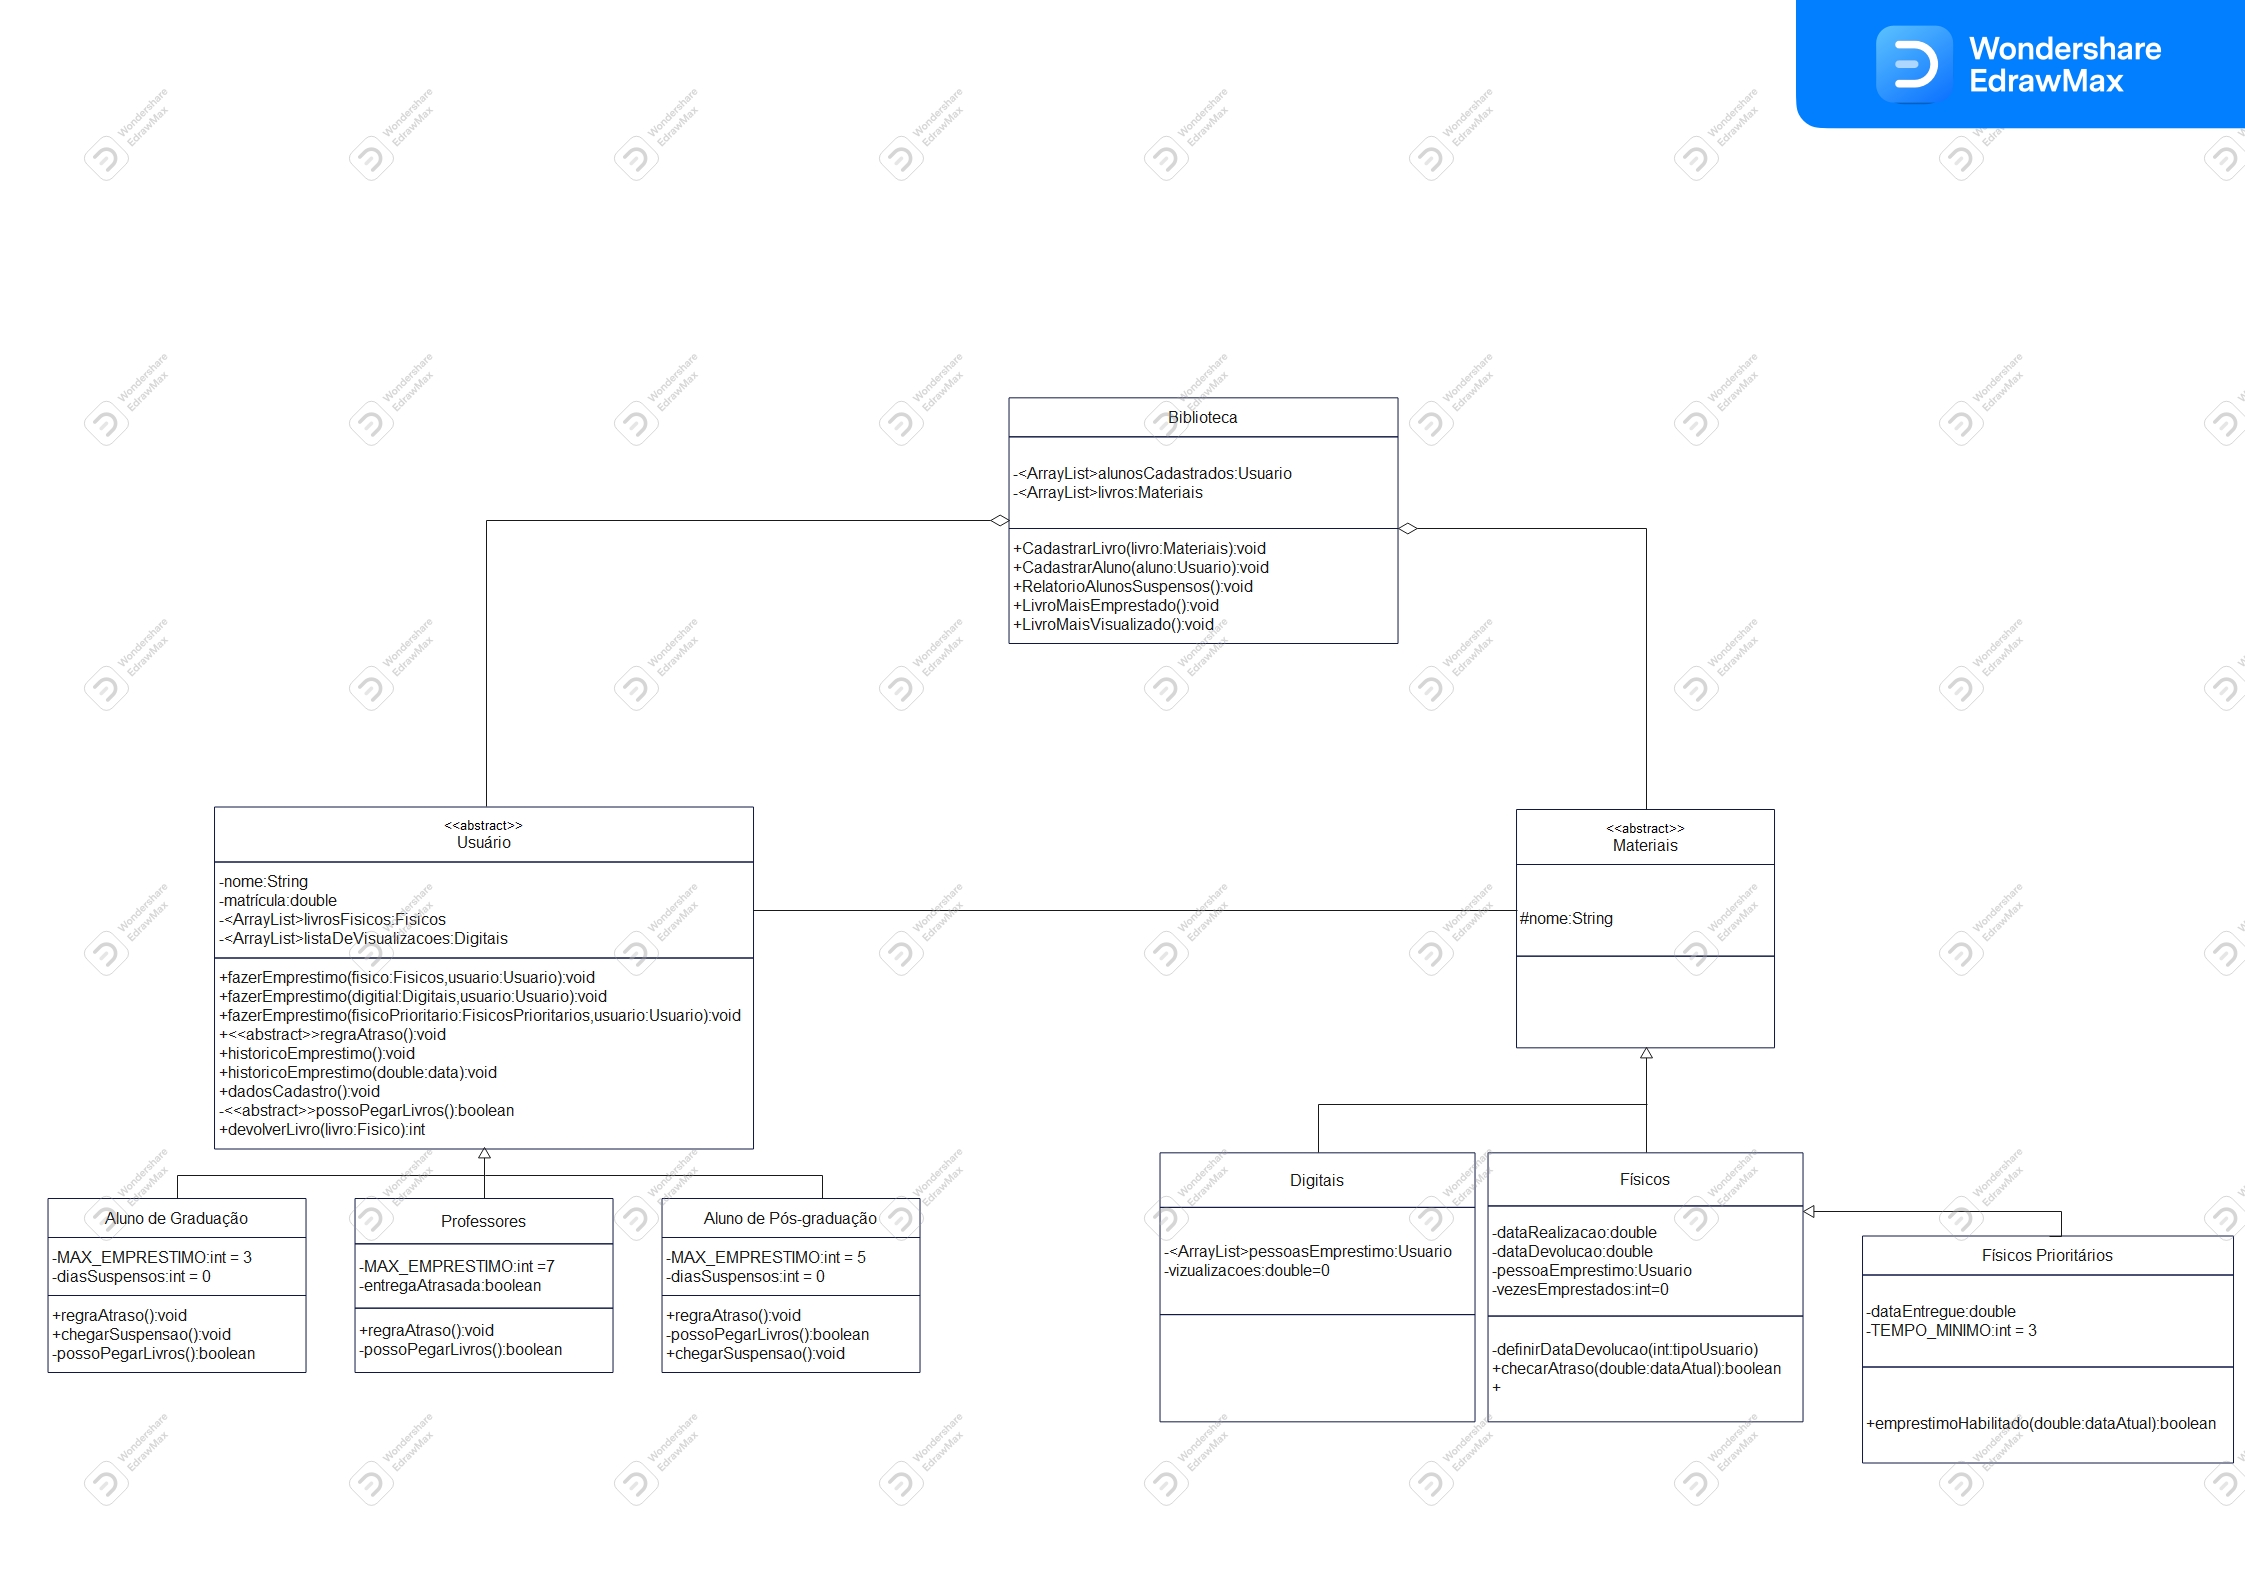 Wondershare
EdrawMax
Biblioteca
-<ArrayList>alunosCadastrados:Usuario
-<ArrayList>livros:Materiais
+CadastrarLivro(livro:Materiais):void
+CadastrarAluno(aluno:Usuario):void
+RelatorioAlunosSuspensos():void
+LivroMaisEmprestado():void
+LivroMaisVisualizado():void
<<abstract>>
Usuário
-nome:String
-matrícula:double
-<ArrayList>livrosFisicos:Fisicos
-<ArrayList>listaDeVisualizacoes:Digitais
+fazerEmprestimo(fisico:Fisicos,usuario:Usuario):void
+fazerEmprestimo(digitial:Digitais,usuario:Usuario):void
+fazerEmprestimo(fisicoPrioritario:FisicosPrioritarios,usuario:Usuario):void
+<<abstract>>regraAtraso():void
+historicoEmprestimo():void
+historicoEmprestimo(double:data):void
+dadosCadastro():void
-<<abstract>>possoPegarLivros():boolean
+devolverLivro(livro:Fisico):int
<<abstract>>
Materiais
#nome:String
Aluno de Graduação
-MAX_EMPRESTIMO:int = 3
-diasSuspensos:int = 0
+regraAtraso():void
+chegarSuspensao():void
-possoPegarLivros():boolean
Professores
-MAX_EMPRESTIMO:int =7
-entregaAtrasada:boolean
+regraAtraso():void
-possoPegarLivros():boolean
Aluno de Pós-graduação
-MAX_EMPRESTIMO:int = 5
-diasSuspensos:int = 0
+regraAtraso():void
-possoPegarLivros():boolean
+chegarSuspensao():void
Digitais
-<ArrayList>pessoasEmprestimo:Usuario
-vizualizacoes:double=0
Físicos
-dataRealizacao:double
-dataDevolucao:double
-pessoaEmprestimo:Usuario
-vezesEmprestados:int=0
-definirDataDevolucao(int:tipoUsuario)
+checarAtraso(double:dataAtual):boolean
+
Físicos Prioritários
-dataEntregue:double
-TEMPO_MINIMO:int = 3
+emprestimoHabilitado(double:dataAtual):boolean